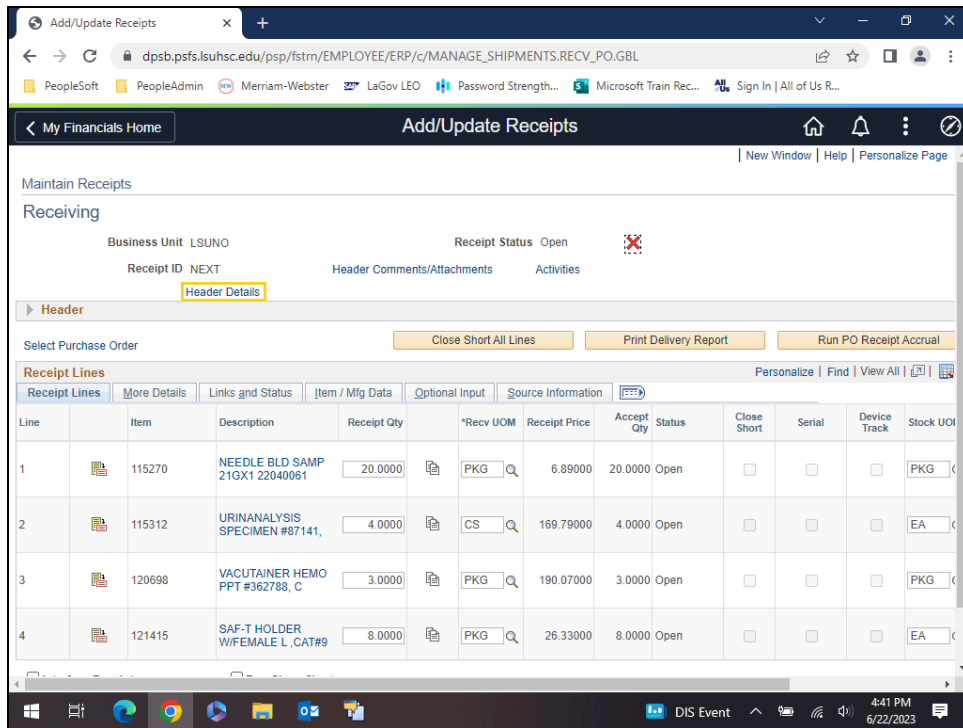 Add/Update Receipts
dpsb.psfs.lsuhsc.edu/psp/fstrn/EMPLOYEE/ERP/c/MANAGE_SHIPMENTS.RECV_PO.GBL
PeopleSoft PeopleAdmin MW Merriam-Webster LaGov LEO Password Strength... Microsoft Train Rec... All Us Sign In | All of Us R...
My Financials Home Add/Update Receipts
New Window | Help | Personalize Page
Maintain Receipts
Receiving
Business Unit LSUNO Receipt Status Open
Receipt ID NEXT Header Comments/Attachments Activities
Header Details
Header
Select Purchase Order Close Short All Lines Print Delivery Report Run PO Receipt Accrual
Receipt Lines Personalize | Find | View All |
Receipt Lines More Details Links and Status Item / Mfg Data Optional Input Source Information
Line Item Description Receipt Qty *Recv UOM Receipt Price Accept Qty Status Close Short Serial Device Track Stock UO
1 115270 NEEDLE BLD SAMP 21GX1 22040061 20.0000 PKG 6.89000 20.0000 Open PKG
2 115312 URINANALYSIS SPECIMEN #87141, 4.0000 CS 169.79000 4.0000 Open EA
3 120698 VACUTAINER HEMO PPT #362788, C 3.0000 PKG 190.07000 3.0000 Open PKG
4 121415 SAF-T HOLDER W/FEMALE L ,CAT#9 8.0000 PKG 26.33000 8.0000 Open EA
DIS Event 4:41 PM
6/22/2023